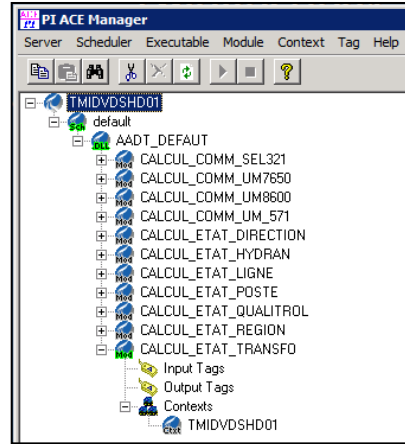 PI ACE Manager
Server Scheduler Executable Module Context Tag Help
TMIDVDSHD01
default
AADT_DEFAUT
CALCUL_COMM_SEL321
CALCUL_COMM_UM7650
CALCUL_COMM_UM8600
CALCUL_COMM_UM_571
CALCUL_ETAT_DIRECTION
CALCUL_ETAT_HYDRAN
CALCUL_ETAT_LIGNE
CALCUL_ETAT_POSTE
CALCUL_ETAT_QUALITROL
CALCUL_ETAT_REGION
CALCUL_ETAT_TRANSFO
Input Tags
Output Tags
Contexts
TMIDVDSHD01